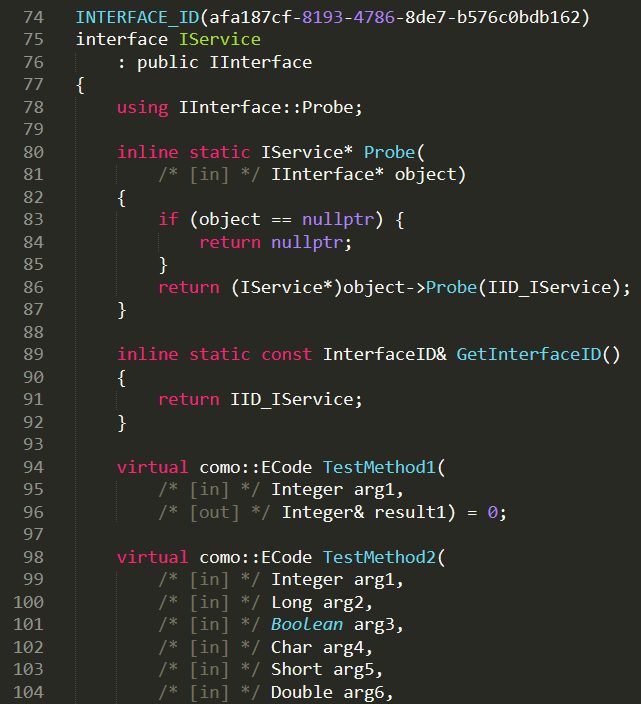 74 INTERFACE_ID(afa187cf-8193-4786-8de7-b576c0bdb162)
75 interface IService
76     : public IInterface
77 {
78     using IInterface::Probe;
79
80     inline static IService* Probe(
81         /* [in] */ IInterface* object)
82     {
83         if (object == nullptr) {
84             return nullptr;
85         }
86         return (IService*)object->Probe(IID_IService);
87     }
88
89     inline static const InterfaceID& GetInterfaceID()
90     {
91         return IID_IService;
92     }
93
94     virtual como::ECode TestMethod1(
95         /* [in] */ Integer arg1,
96         /* [out] */ Integer& result1) = 0;
97
98     virtual como::ECode TestMethod2(
99         /* [in] */ Integer arg1,
100         /* [in] */ Long arg2,
101         /* [in] */ Boolean arg3,
102         /* [in] */ Char arg4,
103         /* [in] */ Short arg5,
104         /* [in] */ Double arg6,